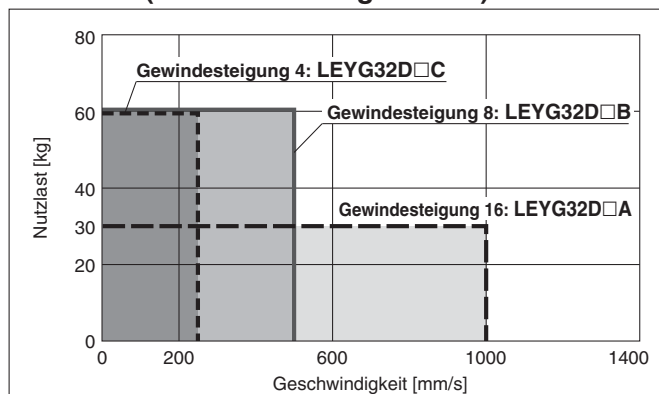 80
Gewindesteigung 4: LEYG32D□C
60
Gewindesteigung 8: LEYG32D□B
40
Gewindesteigung 16: LEYG32D□A
30
20
0
Nutzlast [kg]
0 200 600 1000 1400
Geschwindigkeit [mm/s]